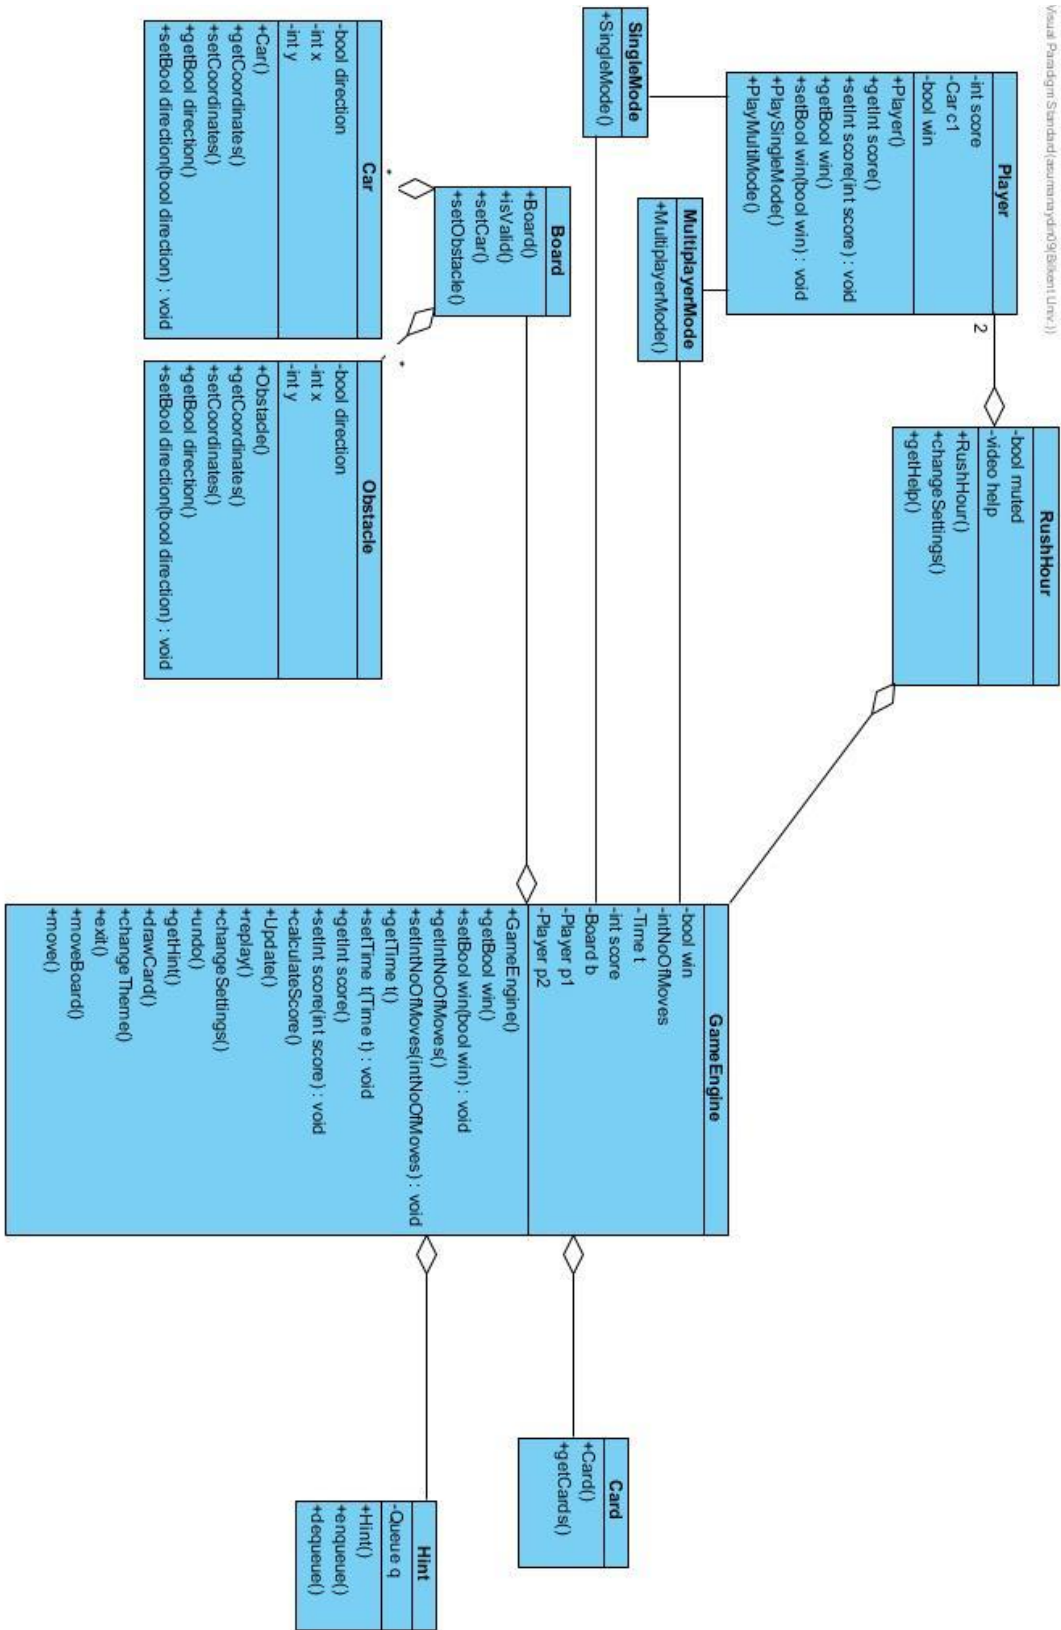 Visual Paradigm Standard(asumanaydin09(Bilkent Univ.))
RushHour
-bool muted
-video help
+RushHour()
+changeSettings()
+getHelp()
Player
-int score
-Car c1
-bool win
+Player()
+getInt score()
+setInt score(int score) : void
+getBool win()
+setBool win(bool win) : void
+PlaySingleMode()
+PlayMultiMode()
2
SingleMode
+SingleMode()
MultiplayerMode
+MultiplayerMode()
GameEngine
-bool win
-intNoOfMoves
-Time t
-int score
-Board b
-Player p1
-Player p2
+GameEngine()
+getBool win()
+setBool win(bool win) : void
+getIntNoOfMoves()
+setIntNoOfMoves(intNoOfMoves) : void
+getTime t()
+setTime t(Time t) : void
+getInt score()
+setInt score(int score) : void
+calculateScore()
+Update()
+replay()
+changeSettings()
+undo()
+getHint()
+drawCard()
+changeTheme()
+exit()
+moveBoard()
+move()
Card
+Card()
+getCards()
Hint
-Queue q
+Hint()
+enqueue()
+dequeue()
Board
+Board()
+isValid()
+setCar()
+setObstacle()
*
*
Car
-bool direction
-int x
-int y
+Car()
+getCoordinates()
+setCoordinates()
+getBool direction()
+setBool direction(bool direction) : void
Obstacle
-bool direction
-int x
-int y
+Obstacle()
+getCoordinates()
+setCoordinates()
+getBool direction()
+setBool direction(bool direction) : void